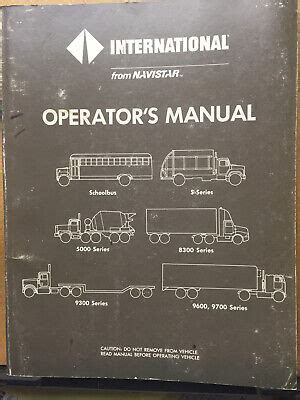 INTERNATIONAL®
from NAVISTAR™
OPERATOR'S MANUAL
Schoolbus
S-Series
5000 Series
8300 Series
9300 Series
9600, 9700 Series
CAUTION: DO NOT REMOVE FROM VEHICLE
READ MANUAL BEFORE OPERATING VEHICLE